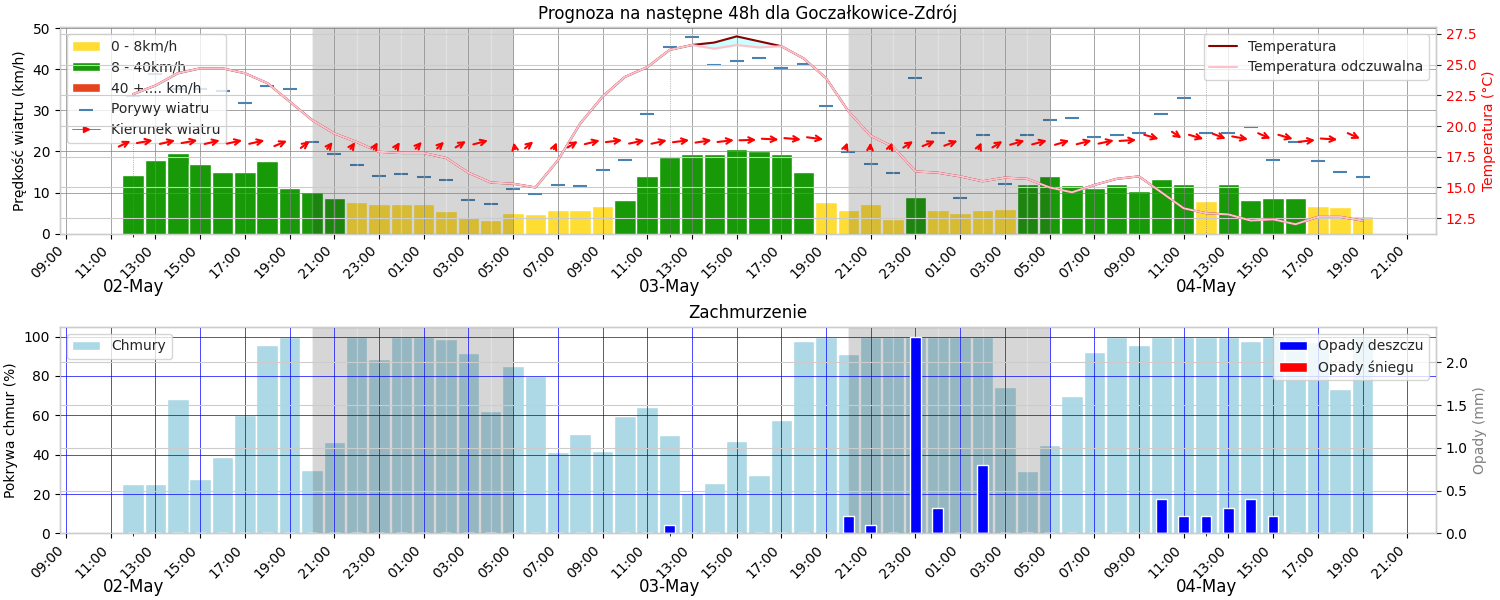 Prognoza na następne 48h dla Goczałkowice-Zdrój
Prędkość wiatru (km/h)
50
40
30
20
10
0
0 - 8km/h
8 - 40km/h
40 +.... km/h
Porywy wiatru
Kierunek wiatru
Temperatura
Temperatura odczuwalna
27.5
25.0
22.5
20.0
17.5
15.0
12.5
Temperatura (°C)
09:00 11:00 13:00 15:00 17:00 19:00 21:00 23:00 01:00 03:00 05:00 07:00 09:00 11:00 13:00 15:00 17:00 19:00 21:00 23:00 01:00 03:00 05:00 07:00 09:00 11:00 13:00 15:00 17:00 19:00 21:00
02-May 03-May 04-May
Zachmurzenie
Pokrywa chmur (%)
100
80
60
40
20
0
Chmury
Opady deszczu
Opady śniegu
2.0
1.5
1.0
0.5
0.0
Opady (mm)
09:00 11:00 13:00 15:00 17:00 19:00 21:00 23:00 01:00 03:00 05:00 07:00 09:00 11:00 13:00 15:00 17:00 19:00 21:00 23:00 01:00 03:00 05:00 07:00 09:00 11:00 13:00 15:00 17:00 19:00 21:00
02-May 03-May 04-May